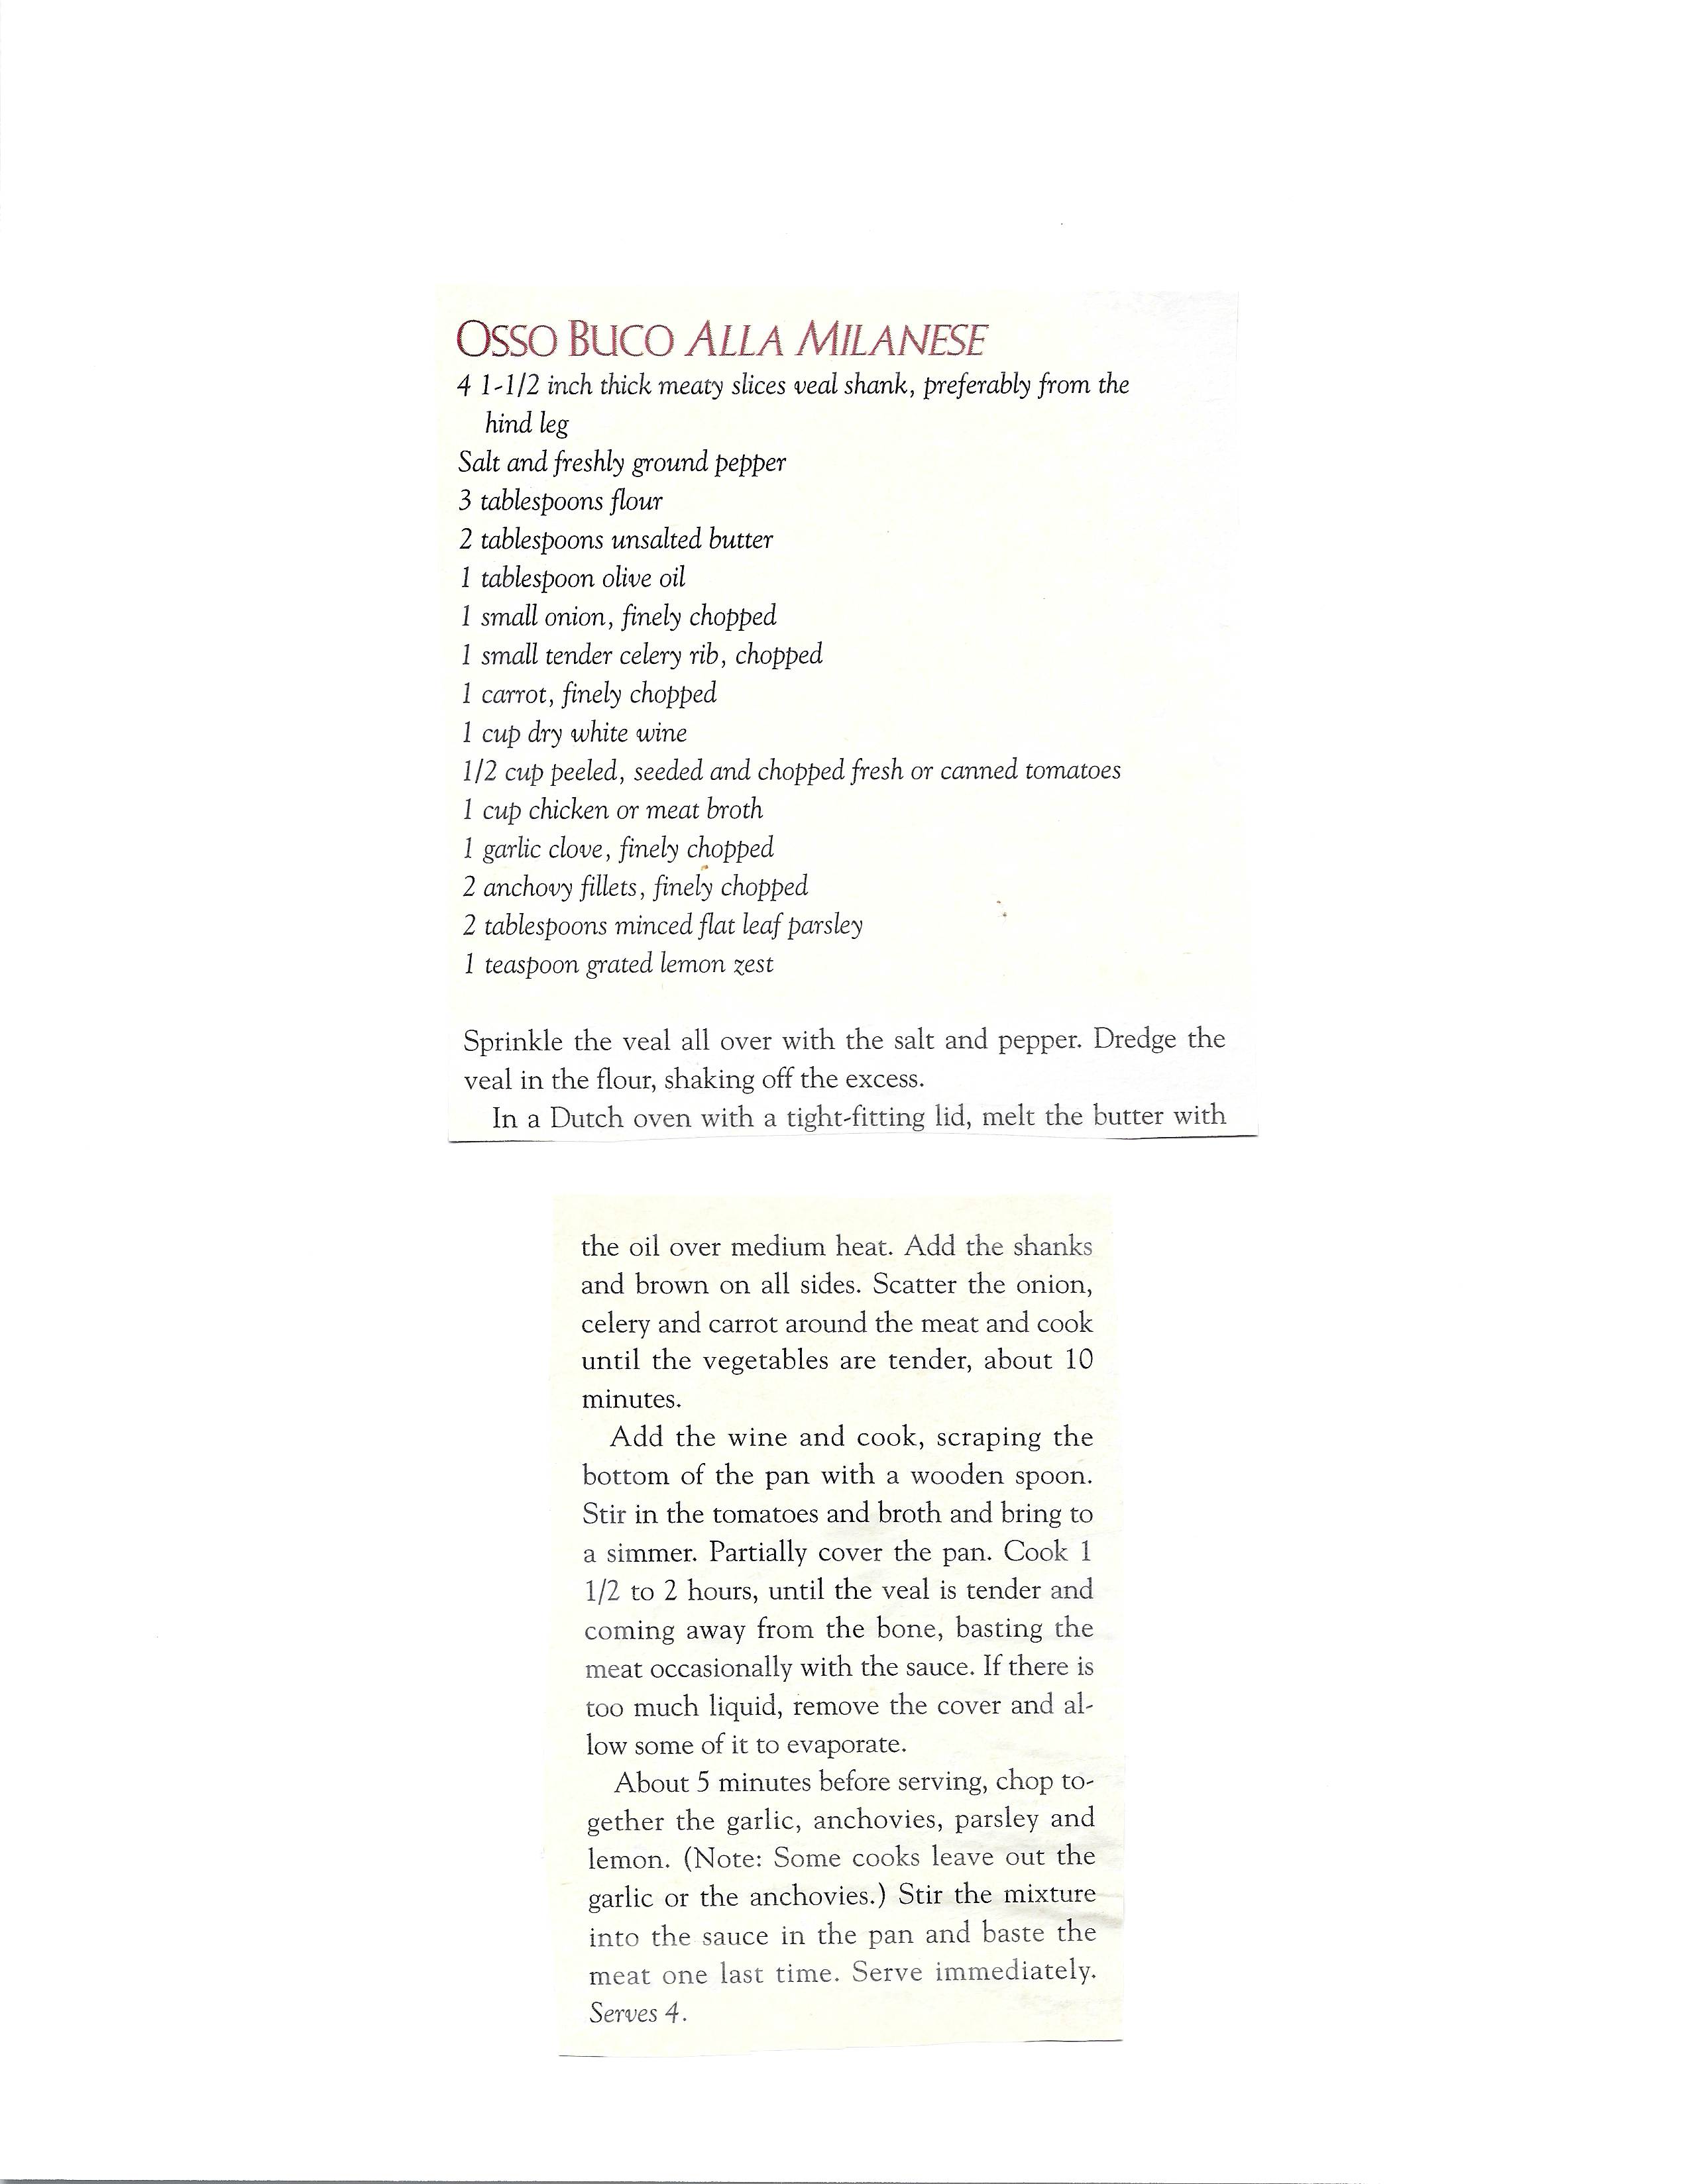 OSSO BUCO ALLA MILANESE
4 1-1/2 inch thick meaty slices veal shank, preferably from the
hind leg
Salt and freshly ground pepper
3 tablespoons flour
2 tablespoons unsalted butter
1 tablespoon olive oil
1 small onion, finely chopped
1 small tender celery rib, chopped
1 carrot, finely chopped
1 cup dry white wine
1/2 cup peeled, seeded and chopped fresh or canned tomatoes
1 cup chicken or meat broth
1 garlic clove, finely chopped
2 anchovy fillets, finely chopped
2 tablespoons minced flat leaf parsley
1 teaspoon grated lemon zest
Sprinkle the veal all over with the salt and pepper. Dredge the
veal in the flour, shaking off the excess.
In a Dutch oven with a tight-fitting lid, melt the butter with
the oil over medium heat. Add the shanks
and brown on all sides. Scatter the onion,
celery and carrot around the meat and cook
until the vegetables are tender, about 10
minutes.
Add the wine and cook, scraping the
bottom of the pan with a wooden spoon.
Stir in the tomatoes and broth and bring to
a simmer. Partially cover the pan. Cook 1
1/2 to 2 hours, until the veal is tender and
coming away from the bone, basting the
meat occasionally with the sauce. If there is
too much liquid, remove the cover and al-
low some of it to evaporate.
About 5 minutes before serving, chop to-
gether the garlic, anchovies, parsley and
lemon. (Note: Some cooks leave out the
garlic or the anchovies.) Stir the mixture
into the sauce in the pan and baste the
meat one last time. Serve immediately.
Serves 4.